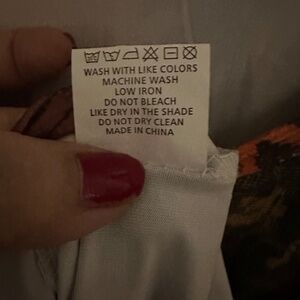 WASH WITH LIKE COLORS
MACHINE WASH
LOW IRON
DO NOT BLEACH
LIKE DRY IN THE SHADE
DO NOT DRY CLEAN
MADE IN CHINA